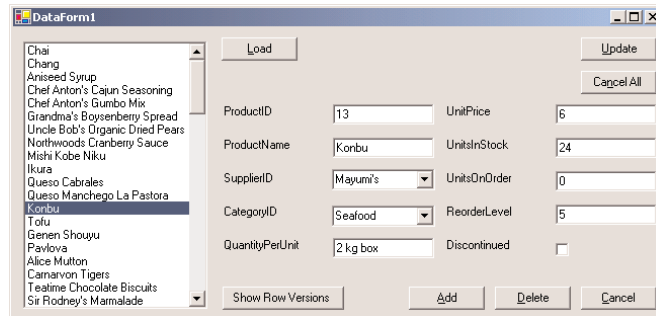 DataForm1
Chai
Chang
Aniseed Syrup
Chef Anton's Cajun Seasoning
Chef Anton's Gumbo Mix
Grandma's Boysenberry Spread
Uncle Bob's Organic Dried Pears
Northwoods Cranberry Sauce
Mishi Kobe Niku
Ikura
Queso Cabrales
Queso Manchego La Pastora
Konbu
Tofu
Genen Shouyu
Pavlova
Alice Mutton
Carnarvon Tigers
Teatime Chocolate Biscuits
Sir Rodney's Marmalade
Load
Update
Cancel All
ProductID 13 UnitPrice 6
ProductName Konbu UnitsInStock 24
SupplierID Mayumi's UnitsOnOrder 0
CategoryID Seafood ReorderLevel 5
QuantityPerUnit 2 kg box Discontinued
Show Row Versions Add Delete Cancel